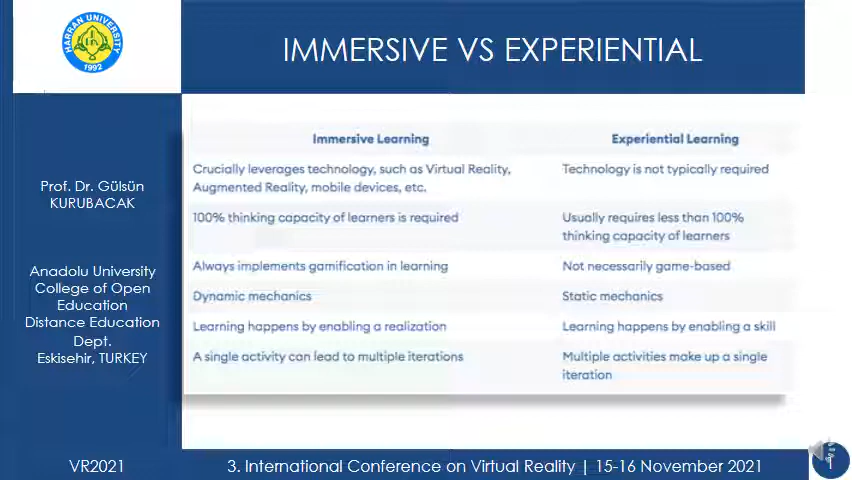 HARRAN UNIVERSITY
1992
IMMERSIVE VS EXPERIENTIAL
Prof. Dr. Gülsün
KURUBACAK
Anadolu University
College of Open
Education
Distance Education
Dept.
Eskisehir, TURKEY
Immersive Learning Experiential Learning
Crucially leverages technology, such as Virtual Reality,
Augmented Reality, mobile devices, etc.
Technology is not typically required
100% thinking capacity of learners is required
Usually requires less than 100%
thinking capacity of learners
Always implements gamification in learning
Not necessarily game-based
Dynamic mechanics
Static mechanics
Learning happens by enabling a realization
Learning happens by enabling a skill
A single activity can lead to multiple iterations
Multiple activities make up a single
iteration
VR2021
3. International Conference on Virtual Reality | 15-16 November 2021